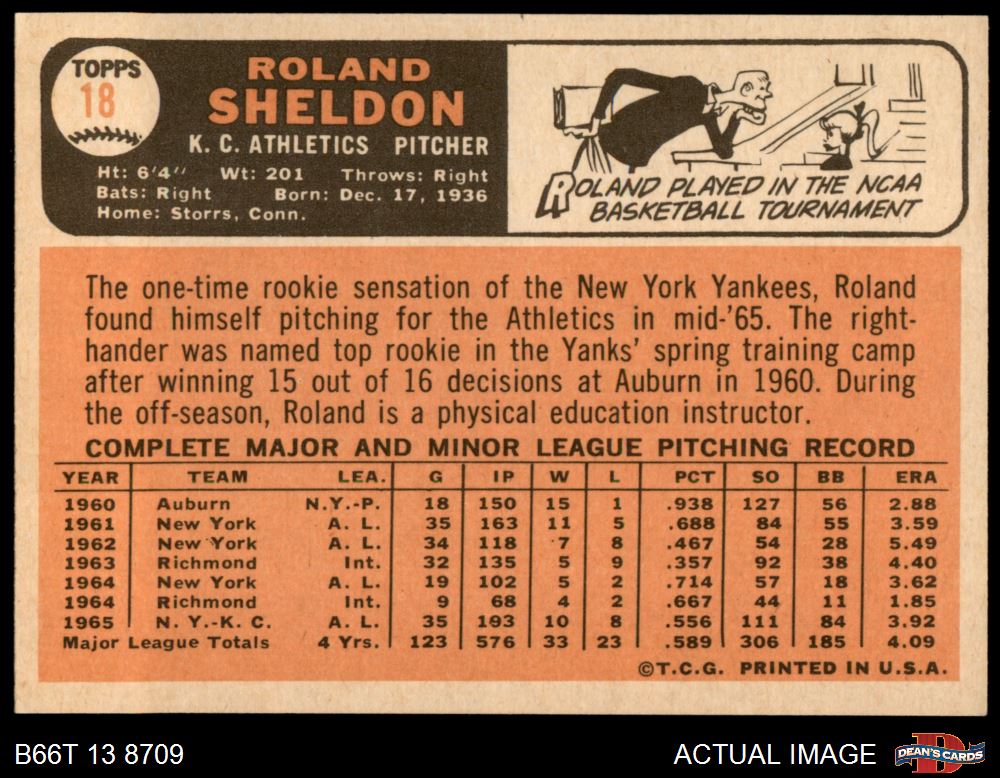 TOPPS
18
ROLAND
SHELDON
K. C. ATHLETICS PITCHER
Ht: 6'4" Wt: 201 Throws: Right
Bats: Right Born: Dec. 17, 1936
Home: Storrs, Conn.
ROLAND PLAYED IN THE NCAA
BASKETBALL TOURNAMENT
The one-time rookie sensation of the New York Yankees, Roland
found himself pitching for the Athletics in mid-'65. The right-
hander was named top rookie in the Yanks' spring training camp
after winning 15 out of 16 decisions at Auburn in 1960. During
the off-season, Roland is a physical education instructor.
COMPLETE MAJOR AND MINOR LEAGUE PITCHING RECORD
YEAR TEAM LEA. G IP W L PCT SO BB ERA
1960 Auburn N.Y.-P. 18 150 15 1 .938 127 56 2.88
1961 New York A. L. 35 163 11 5 .688 84 55 3.59
1962 New York A. L. 34 118 7 8 .467 54 28 5.49
1963 Richmond Int. 32 135 5 9 .357 92 38 4.40
1964 New York A. L. 19 102 5 2 .714 57 18 3.62
1964 Richmond Int. 9 68 4 2 .667 44 11 1.85
1965 N. Y.-K. C. A. L. 35 193 10 8 .556 111 84 3.92
Major League Totals 4 Yrs. 123 576 33 23 .589 306 185 4.09
©T.C.G. PRINTED IN U.S.A.
B66T 13 8709
ACTUAL IMAGE
DEAN'S CARDS